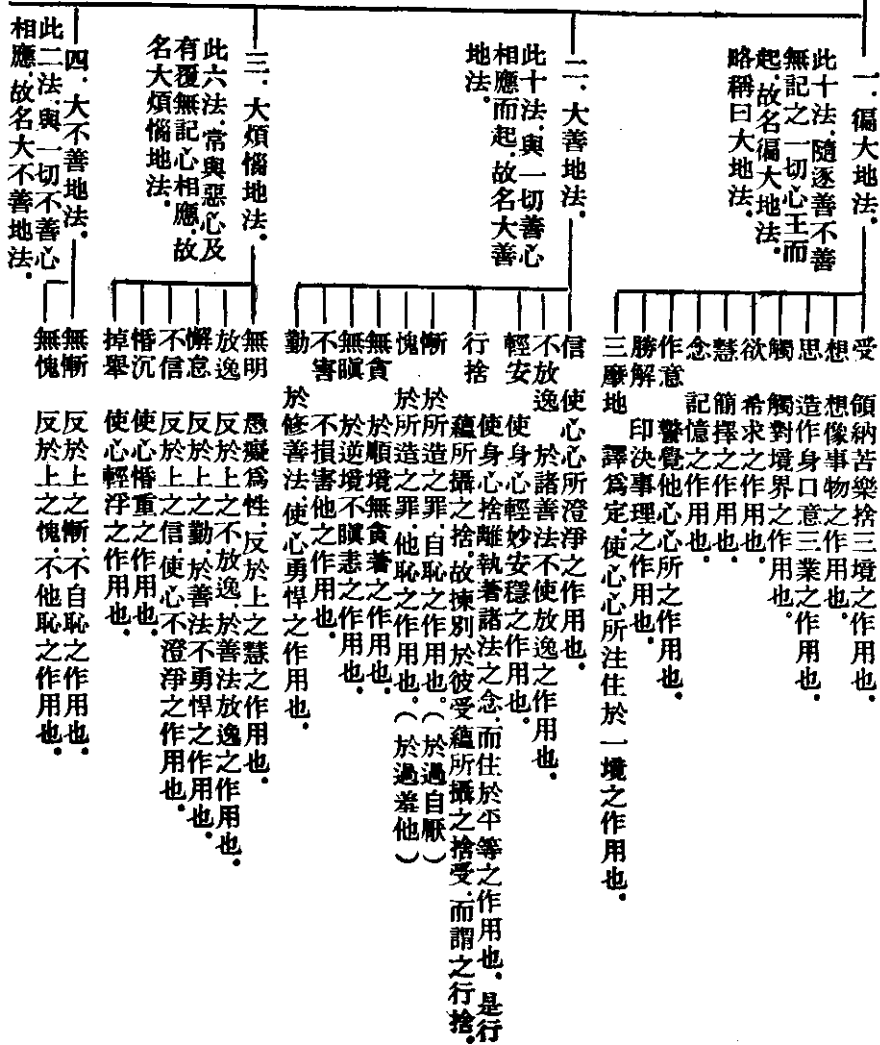 一．徧大地法．
此十法．隨逐善不善
無記之一切心王而
起．故名徧大地法．
略稱曰大地法．
受　領納苦樂捨三境之作用也．
想　想像事物之作用也．
思　造作身口意三業之作用也．
觸　觸對境界之作用也。
欲　希求之作用也．
慧　簡擇之作用也．
念　記憶之作用也．
作意　警覺他心心所之作用也．
勝解　印決事理之作用也．
三摩地　譯爲定．使心心所注住於一境之作用也．
二．大善地法．
此十法．與一切善心
相應而起．故名大善
地法．
信　使心心所澄淨之作用也．
不放逸　於諸善法不使放逸之作用也．
輕安　使身心輕妙安穩之作用也．
行捨　使身心捨離執著諸法之念．而住於平等之作用也．是行
蘊所攝之捨．故揀別於彼受蘊所攝之捨受．而謂之行捨．
慚　於所造之罪．自恥之作用也。（於過自厭）
愧　於所造之罪．他恥之作用也．（於過羞他）
無貪　於順境無貪著之作用也．
無瞋　於逆境不瞋恚之作用也．
不害　不損害他之作用也．
勤　於修善法．使心勇悍之作用也．
三．大煩惱地法．
此六法．常與惡心及
有覆無記心相應．故
名大煩惱地法．
無明　愚癡爲性．反於上之慧之作用也．
放逸　反於上之不放逸．於善法放逸之作用也．
懈怠　反於上之勤．於善法不勇悍之作用也．
不信　反於上之信．使心不澄淨之作用也．
惛沉　使心惛重之作用也．
掉舉　使心輕浮之作用也．
四．大不善地法．
此二法．與一切不善心
相應．故名大不善地法．
無慚　反於上之慚．不自恥之作用也．
無愧　反於上之愧．不他恥之作用也．